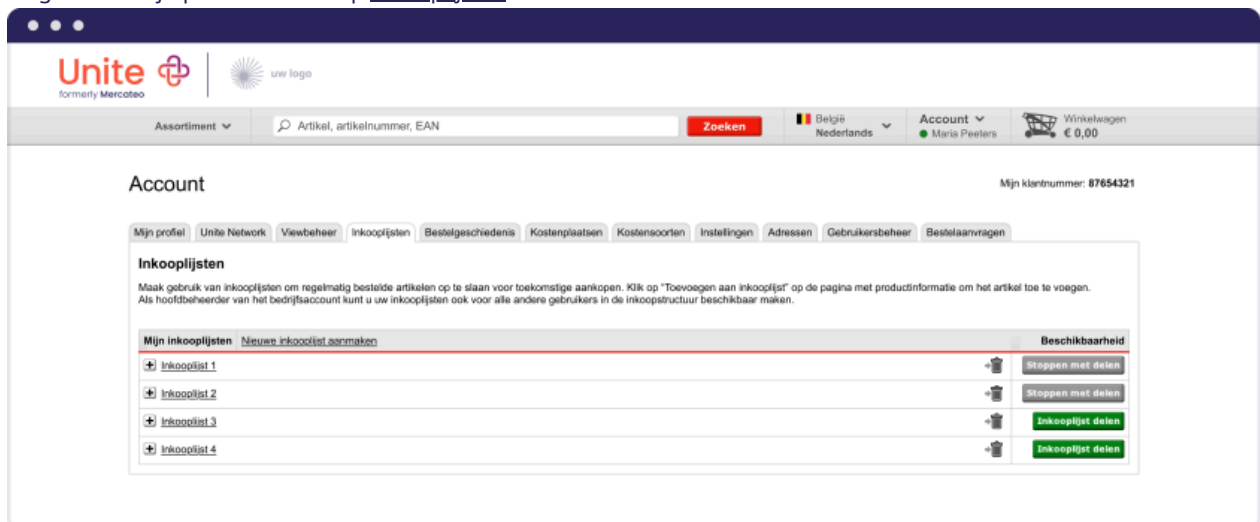 Unite
formerly Mercateo
uw logo
Assortiment
Artikel, artikelnummer, EAN
Zoeken
België
Nederlands
Account
Maria Peeters
Winkelwagen
€ 0,00
Account
Mijn klantnummer: 87654321
Mijn profiel Unite Network Viewbeheer Inkooplijsten Bestelgeschiedenis Kostenplaatsen Kostensoorten Instellingen Adressen Gebruikersbeheer Bestelaanvragen
Inkooplijsten
Maak gebruik van inkooplijsten om regelmatig bestelde artikelen op te slaan voor toekomstige aankopen. Klik op "Toevoegen aan inkooplijst" op de pagina met productinformatie om het artikel toe te voegen.
Als hoofdbeheerder van het bedrijfsaccount kunt u uw inkooplijsten ook voor alle andere gebruikers in de inkoopstructuur beschikbaar maken.
Mijn inkooplijsten Nieuwe inkooplijst aanmaken Beschikbaarheid
Inkooplijst 1 Stoppen met delen
Inkooplijst 2 Stoppen met delen
Inkooplijst 3 Inkooplijst delen
Inkooplijst 4 Inkooplijst delen